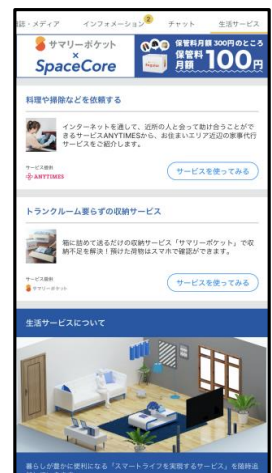 ・メディア インフォメーション 2 チャット 生活サービス
サマリーポケット
×
SpaceCore
保管料月額 300円のところ
保管料
月額100円
料理や掃除などを依頼する
インターネットを通して、近所の人と会って助け合うことがで
きるサービスANYTIMESから、お住まいエリア近辺の家事代行
サービスをご紹介します。
サービス提供
ANYTIMES
サービスを使ってみる
トランクルーム要らずの収納サービス
箱に詰めて送るだけの収納サービス「サマリーポケット」で収
納不足を解決！預けた荷物はスマホで確認ができます。
サービス提供
サマリーポケット
サービスを使ってみる
生活サービスについて
暮らしが豊かに便利になる「スマートライフを実現するサービス」を随時追